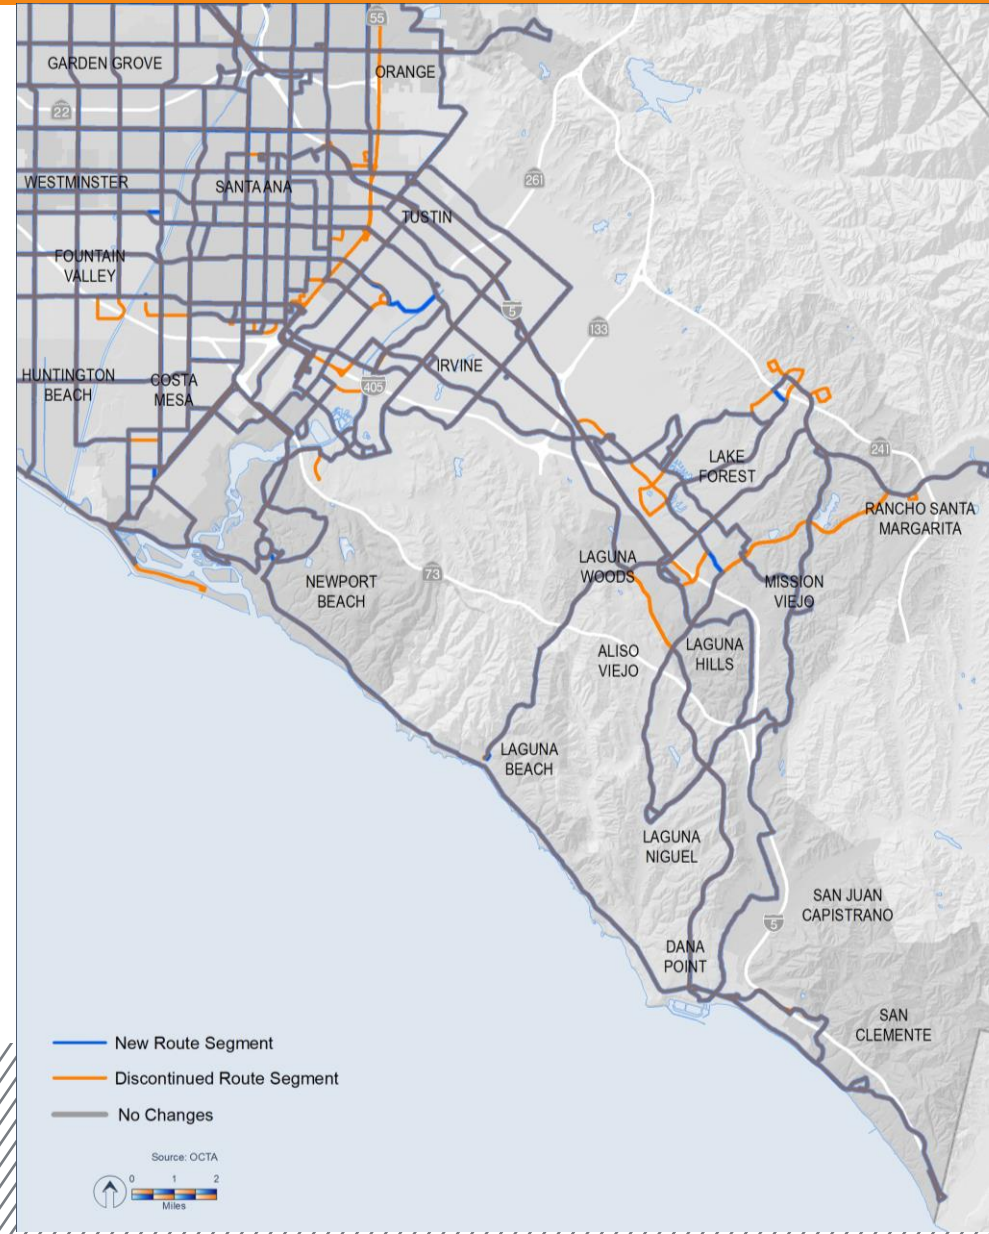 55
GARDEN GROVE
ORANGE
22
261
WESTMINSTER
SANTA ANA
TUSTIN
FOUNTAIN
VALLEY
5
133
IRVINE
HUNTINGTON
BEACH
COSTA
MESA
405
241
LAKE
FOREST
RANCHO SANTA
MARGARITA
LAGUNA
WOODS
73
NEWPORT
BEACH
MISSION
VIEJO
ALISO
VIEJO
LAGUNA
HILLS
LAGUNA
BEACH
LAGUNA
NIGUEL
SAN JUAN
CAPISTRANO
5
DANA
POINT
SAN
CLEMENTE
New Route Segment
Discontinued Route Segment
No Changes
Source: OCTA
0 1 2
Miles